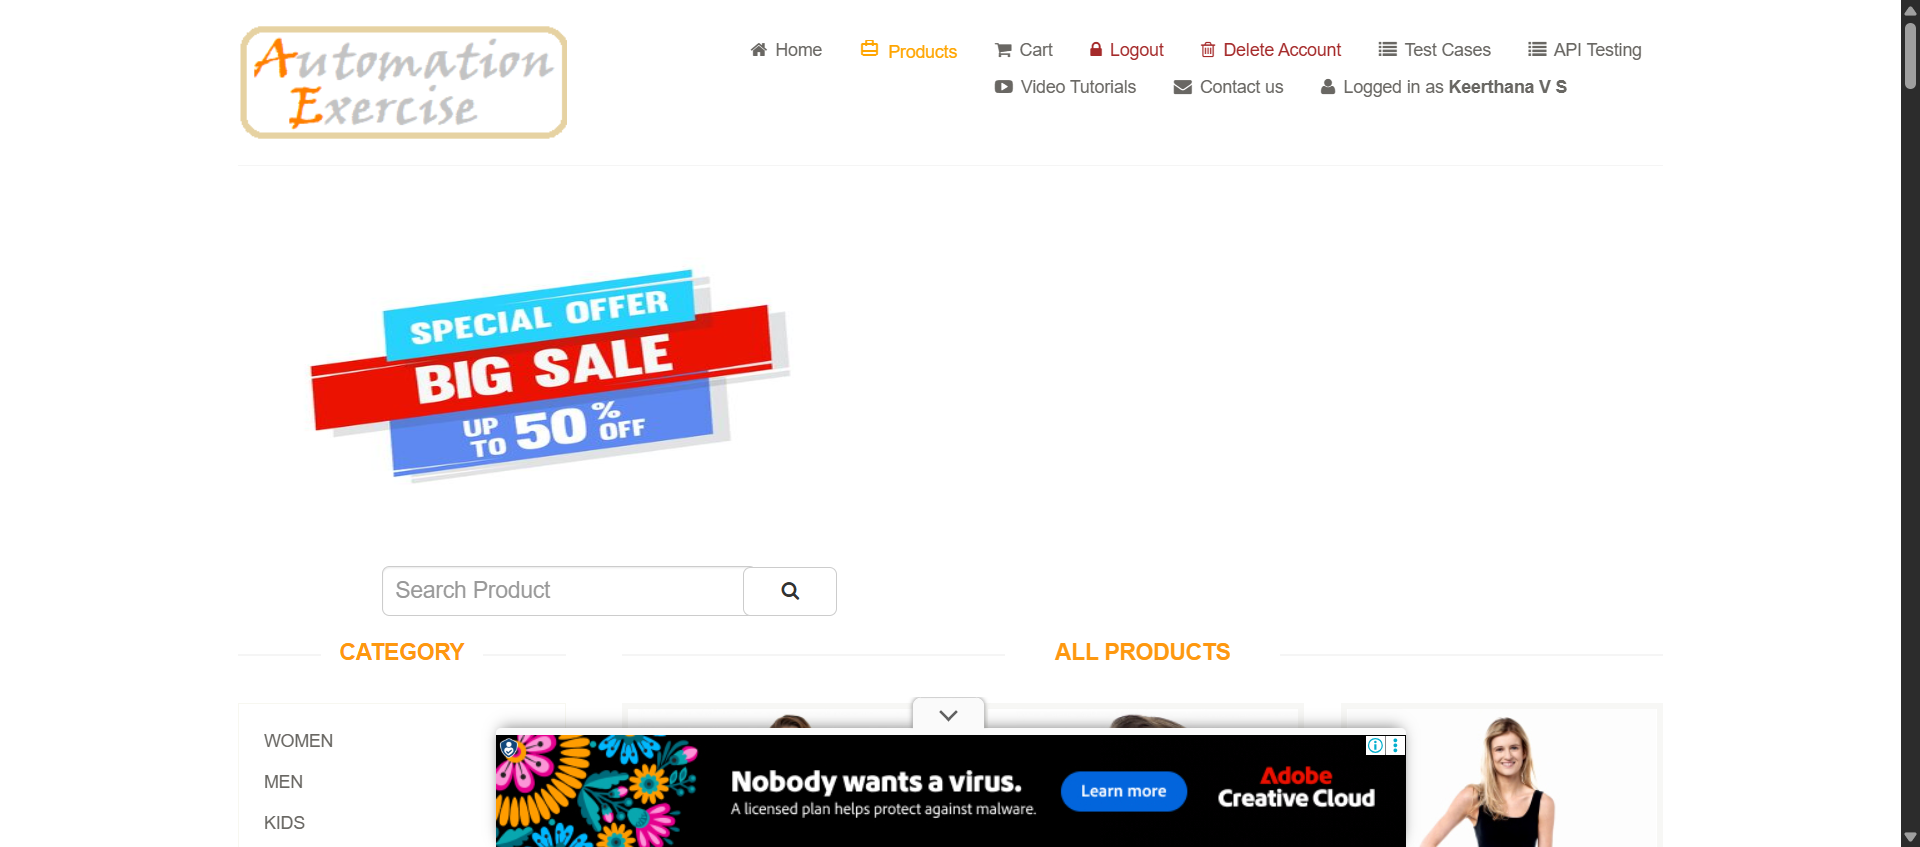 Automation
Exercise
Home
Products
Cart
Logout
Delete Account
Test Cases
API Testing
Video Tutorials
Contact us
Logged in as Keerthana V S
SPECIAL OFFER
BIG SALE
UP TO 50% OFF
Search Product
CATEGORY
ALL PRODUCTS
WOMEN
MEN
KIDS
Nobody wants a virus.
A licensed plan helps protect against malware.
Learn more
Adobe
Creative Cloud